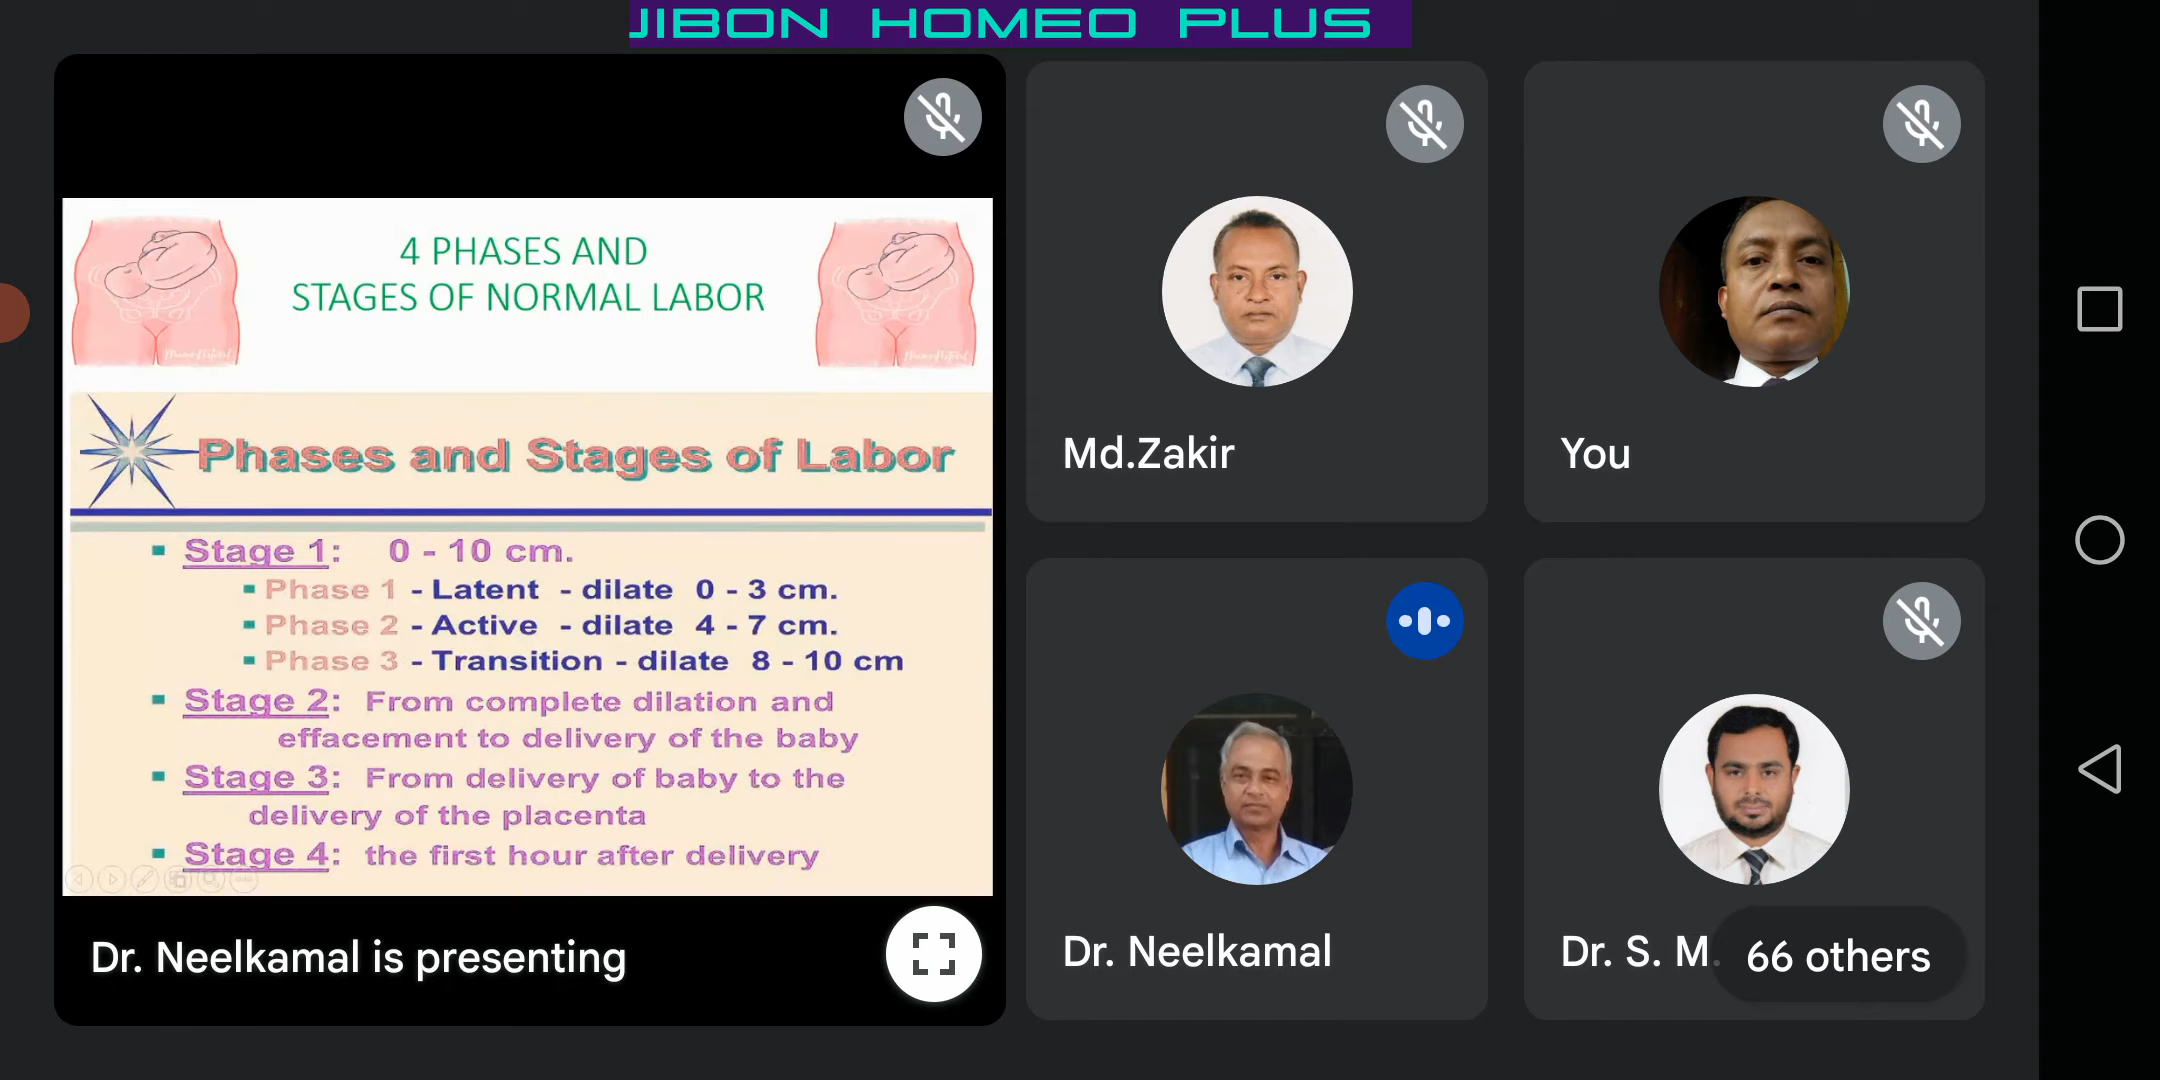 JIBON HOMEO PLUS
4 PHASES AND
STAGES OF NORMAL LABOR
Phases and Stages of Labor
Stage 1: 0 - 10 cm.
Phase 1 - Latent - dilate 0 - 3 cm.
Phase 2 - Active - dilate 4 - 7 cm.
Phase 3 - Transition - dilate 8 - 10 cm
Stage 2: From complete dilation and
effacement to delivery of the baby
Stage 3: From delivery of baby to the
delivery of the placenta
Stage 4: the first hour after delivery
Dr. Neelkamal is presenting
Md.Zakir
You
Dr. Neelkamal
Dr. S. M.
66 others